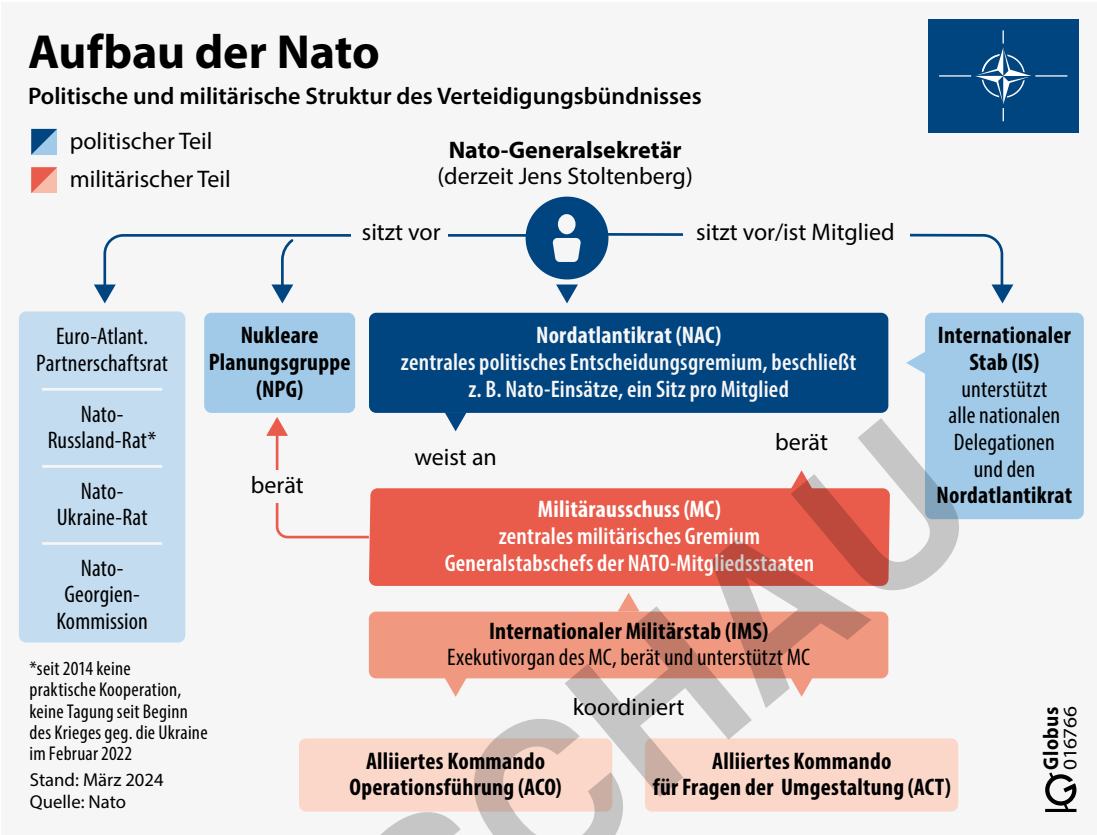 Aufbau der Nato
Politische und militärische Struktur des Verteidigungsbündnisses
politischer Teil
militärischer Teil
Nato-Generalsekretär
(derzeit Jens Stoltenberg)
sitzt vor
sitzt vor/ist Mitglied
Euro-Atlant.
Partnerschaftsrat
Nato-
Russland-Rat*
Nato-
Ukraine-Rat
Nato-
Georgien-
Kommission
Nukleare
Planungsgruppe
(NPG)
Nordatlantikrat (NAC)
zentrales politisches Entscheidungsgremium, beschließt
z. B. Nato-Einsätze, ein Sitz pro Mitglied
Internationaler
Stab (IS)
unterstützt
alle nationalen
Delegationen
und den
Nordatlantikrat
weist an
berät
berät
Militärausschuss (MC)
zentrales militärisches Gremium
Generalstabschefs der NATO-Mitgliedsstaaten
Internationaler Militärstab (IMS)
Exekutivorgan des MC, berät und unterstützt MC
koordiniert
Alliiertes Kommando
Operationsführung (ACO)
Alliiertes Kommando
für Fragen der Umgestaltung (ACT)
*seit 2014 keine
praktische Kooperation,
keine Tagung seit Beginn
des Krieges geg. die Ukraine
im Februar 2022
Stand: März 2024
Quelle: Nato
Globus
016766
SCHAU